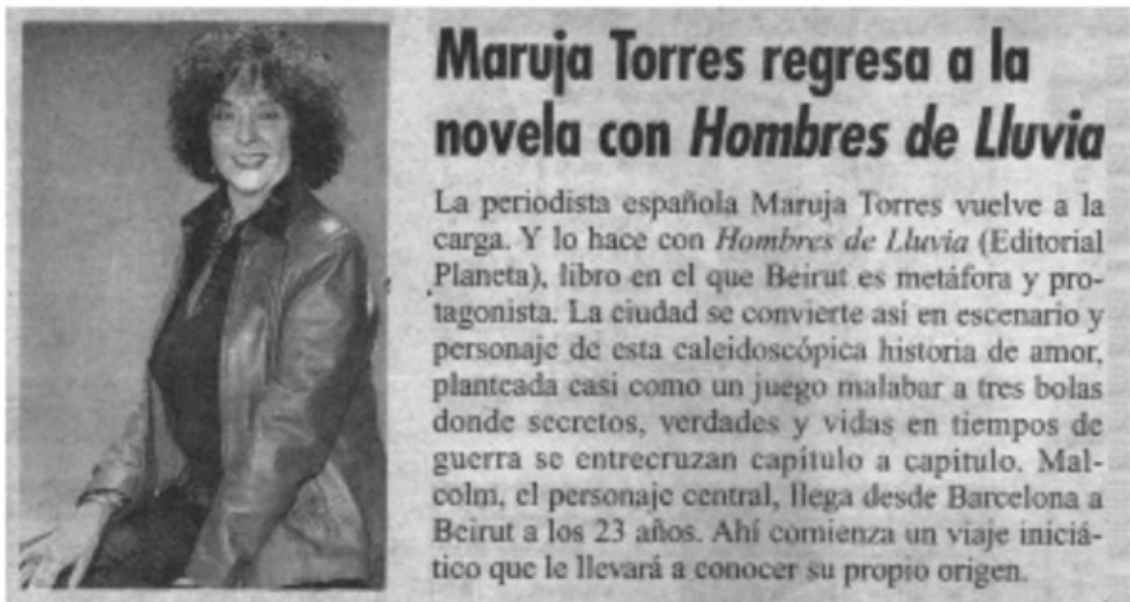 Maruja Torres regresa a la
novela con Hombres de Lluvia
La periodista española Maruja Torres vuelve a la
carga. Y lo hace con Hombres de Lluvia (Editorial
Planeta), libro en el que Beirut es metáfora y pro-
tagonista. La ciudad se convierte así en escenario y
personaje de esta caleidoscópica historia de amor,
planteada casi como un juego malabar a tres bolas
donde secretos, verdades y vidas en tiempos de
guerra se entrecruzan capítulo a capítulo. Mal-
colm, el personaje central, llega desde Barcelona a
Beirut a los 23 años. Ahí comienza un viaje iniciá-
tico que le llevará a conocer su propio origen.